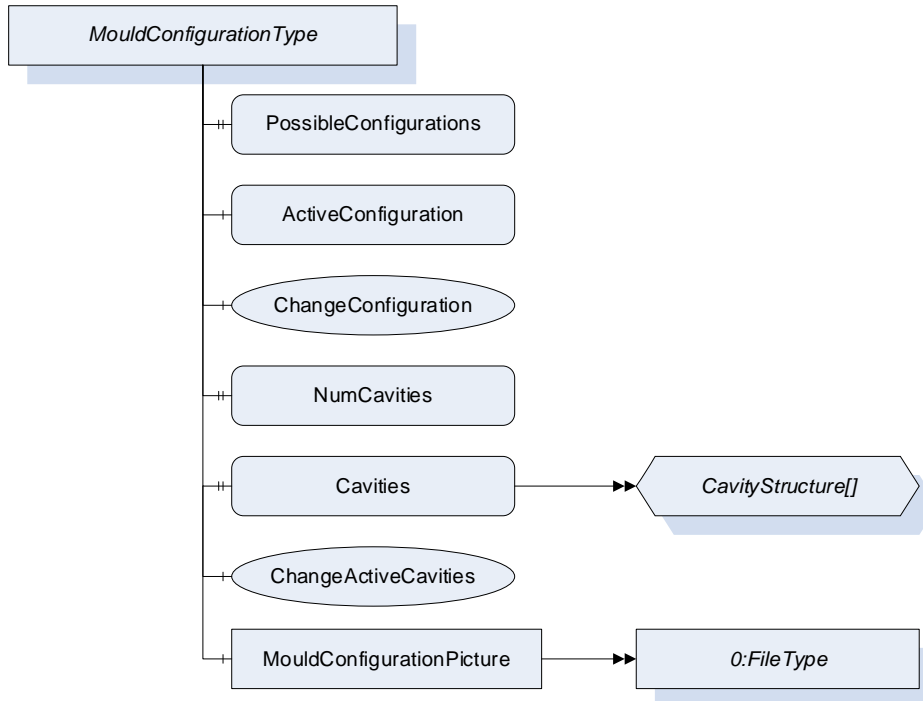 MouldConfigurationType
PossibleConfigurations
ActiveConfiguration
ChangeConfiguration
NumCavities
Cavities
CavityStructure[]
ChangeActiveCavities
MouldConfigurationPicture
0:FileType